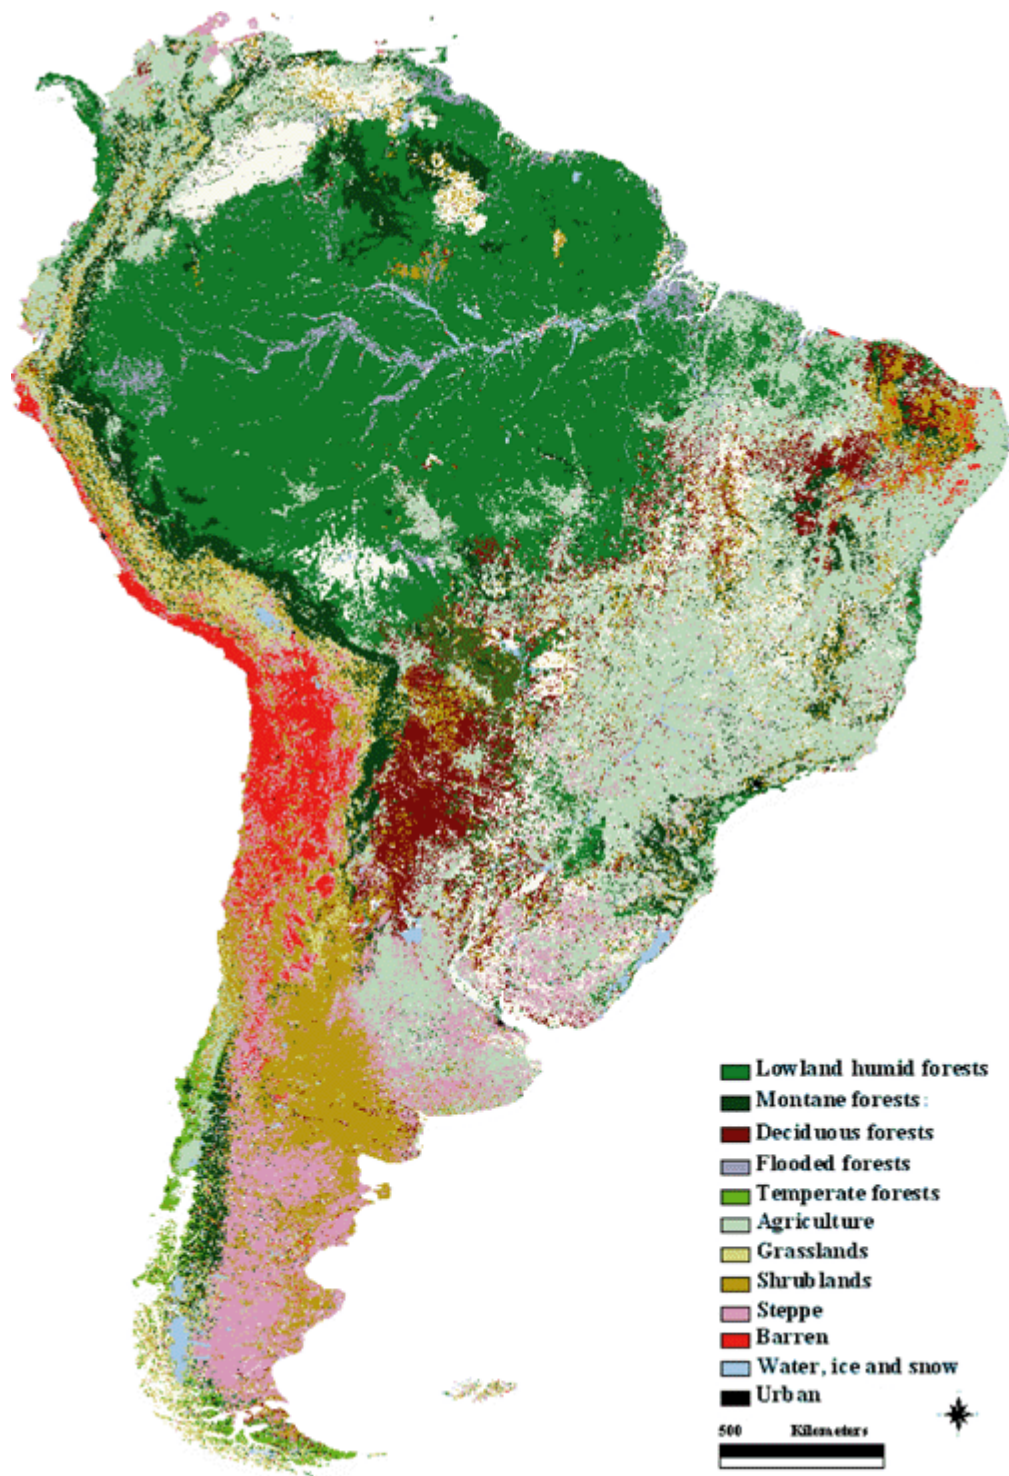 Lowland humid forests
Montane forests:
Deciduous forests
Flooded forests
Temperate forests
Agriculture
Grasslands
Shrublands
Steppe
Barren
Water, ice and snow
Urban
500 Kilometers